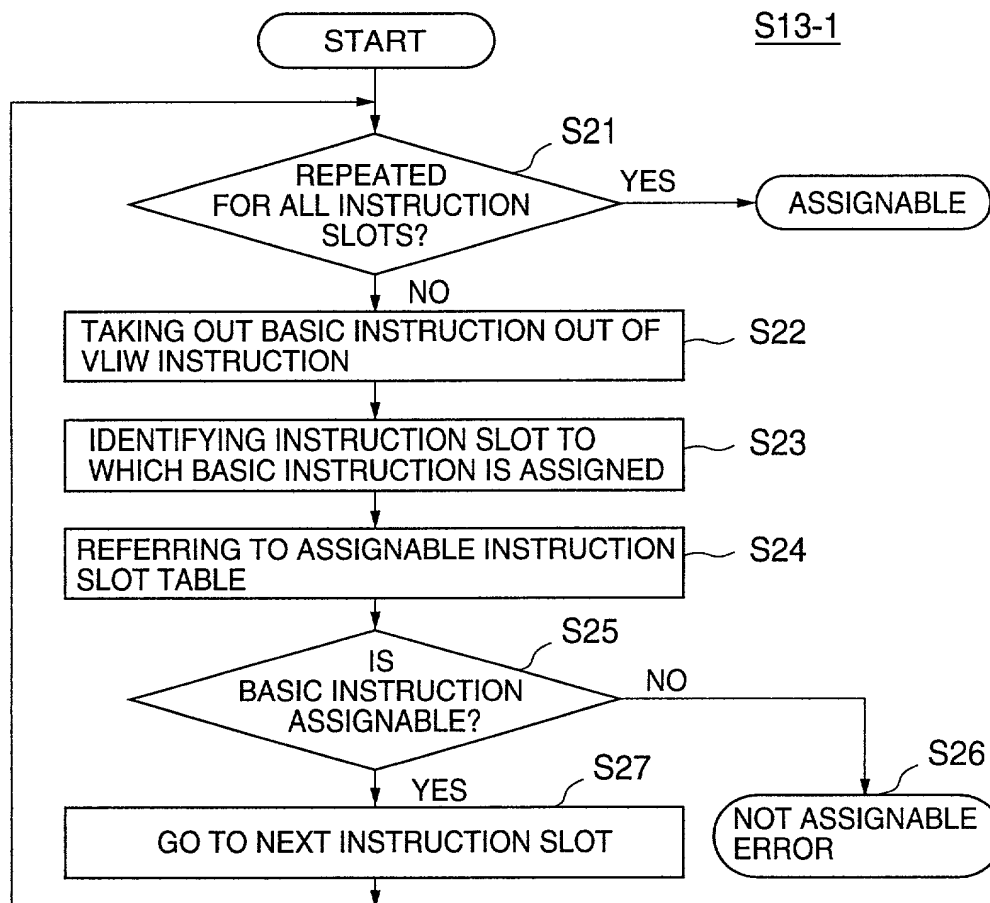 S13-1
START
S21
REPEATED
FOR ALL INSTRUCTION
SLOTS?
YES
ASSIGNABLE
NO
TAKING OUT BASIC INSTRUCTION OUT OF
VLIW INSTRUCTION
S22
IDENTIFYING INSTRUCTION SLOT TO
WHICH BASIC INSTRUCTION IS ASSIGNED
S23
REFERRING TO ASSIGNABLE INSTRUCTION
SLOT TABLE
S24
S25
IS
BASIC INSTRUCTION
ASSIGNABLE?
NO
YES
S27
GO TO NEXT INSTRUCTION SLOT
S26
NOT ASSIGNABLE
ERROR